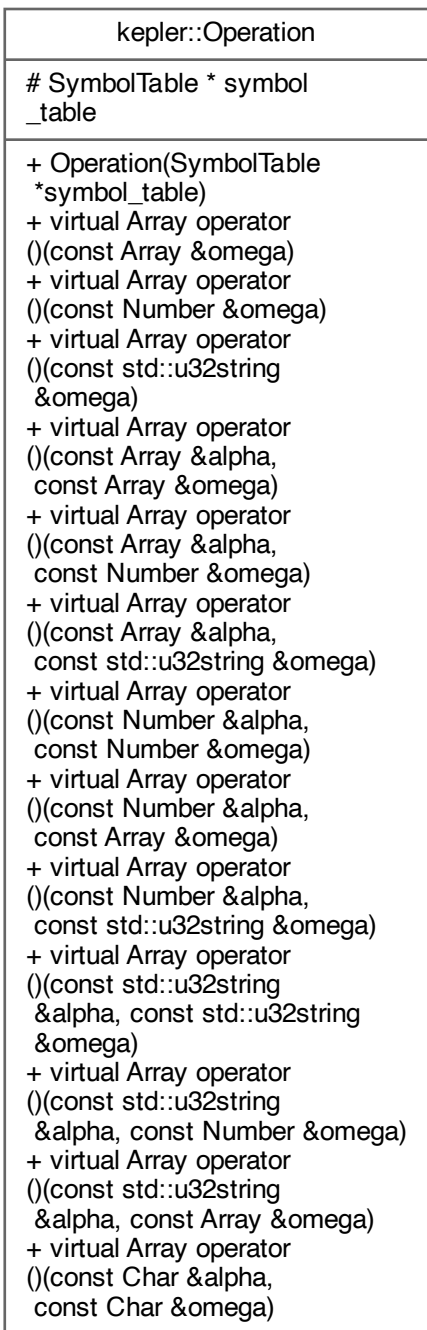 kepler::Operation
# SymbolTable * symbol
_table
+ Operation(SymbolTable
*symbol_table)
+ virtual Array operator
()(const Array &omega)
+ virtual Array operator
()(const Number &omega)
+ virtual Array operator
()(const std::u32string
&omega)
+ virtual Array operator
()(const Array &alpha,
const Array &omega)
+ virtual Array operator
()(const Array &alpha,
const Number &omega)
+ virtual Array operator
()(const Array &alpha,
const std::u32string &omega)
+ virtual Array operator
()(const Number &alpha,
const Number &omega)
+ virtual Array operator
()(const Number &alpha,
const Array &omega)
+ virtual Array operator
()(const Number &alpha,
const std::u32string &omega)
+ virtual Array operator
()(const std::u32string
&alpha, const std::u32string
&omega)
+ virtual Array operator
()(const std::u32string
&alpha, const Number &omega)
+ virtual Array operator
()(const std::u32string
&alpha, const Array &omega)
+ virtual Array operator
()(const Char &alpha,
const Char &omega)